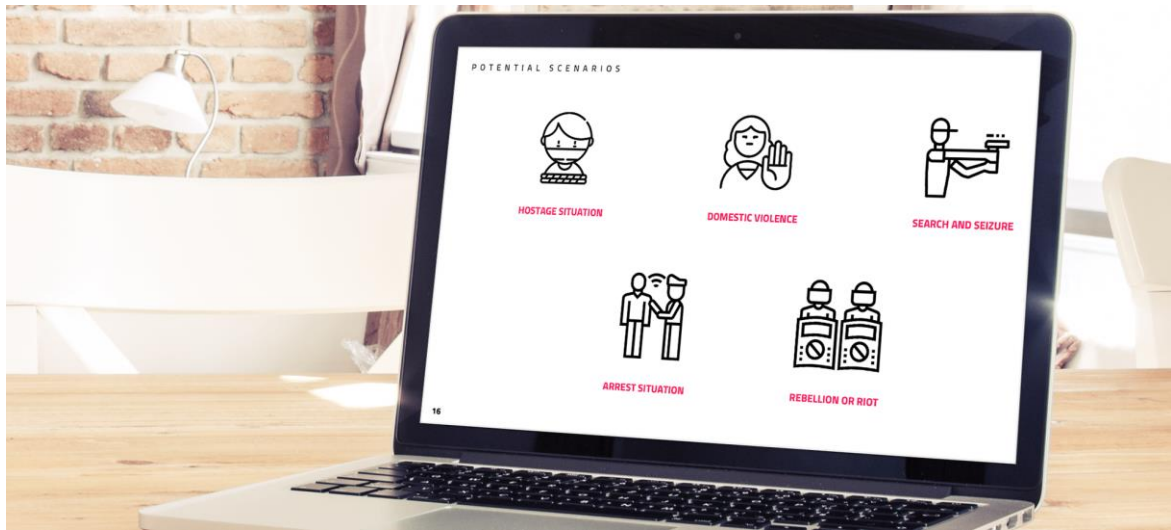 POTENTIAL SCENARIOS
HOSTAGE SITUATION
DOMESTIC VIOLENCE
SEARCH AND SEIZURE
ARREST SITUATION
REBELLION OR RIOT
16